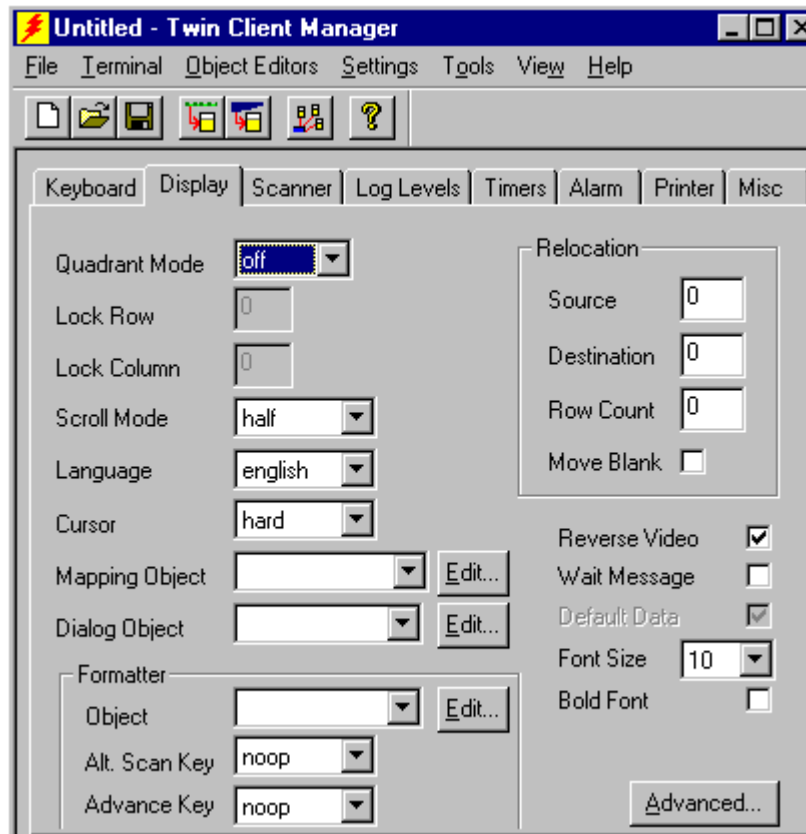 Untitled - Twin Client Manager
File Terminal Object Editors Settings Tools View Help
Keyboard Display Scanner Log Levels Timers Alarm Printer Misc
Quadrant Mode off
Lock Row 0
Lock Column 0
Scroll Mode half
Language english
Cursor hard
Mapping Object Edit...
Dialog Object Edit...
Formatter
Object Edit...
Alt. Scan Key noop
Advance Key noop
Relocation
Source 0
Destination 0
Row Count 0
Move Blank
Reverse Video
Wait Message
Default Data
Font Size 10
Bold Font
Advanced...